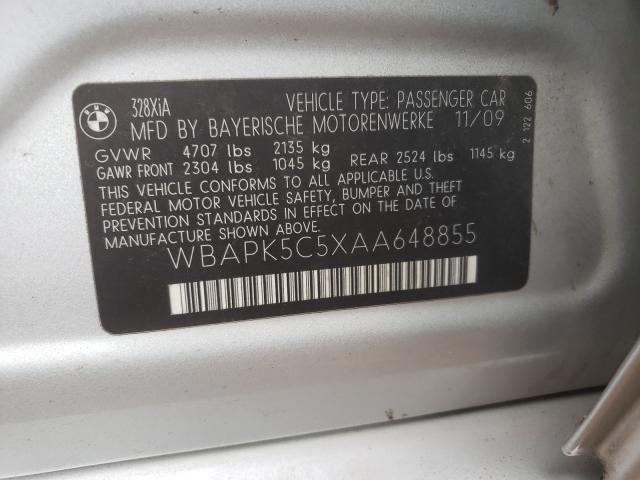 BMW
328XiA VEHICLE TYPE: PASSENGER CAR
MFD BY BAYERISCHE MOTORENWERKE 11/09
GVWR 4707 lbs 2135 kg
GAWR FRONT 2304 lbs 1045 kg REAR 2524 lbs 1145 kg
THIS VEHICLE CONFORMS TO ALL APPLICABLE U.S.
FEDERAL MOTOR VEHICLE SAFETY, BUMPER AND THEFT
PREVENTION STANDARDS IN EFFECT ON THE DATE OF
MANUFACTURE SHOWN ABOVE.
WBAPK5C5XAA648855
2 122 606